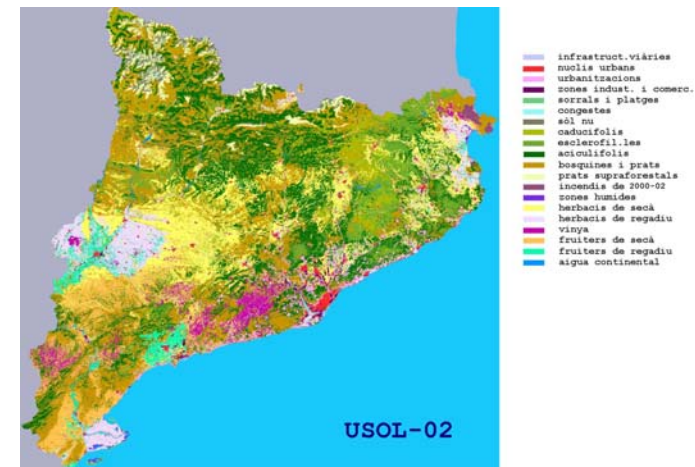 infrastruct.viàries
nuclis urbans
urbanitzacions
zones indust. i comerc.
sorrals i platges
congestes
sòl nu
caducifolis
esclerofil.les
aciculifolis
bosquines i prats
prats supraforestals
incendis de 2000-02
zones humides
herbacis de secà
herbacis de regadiu
vinya
fruiters de secà
fruiters de regadiu
aigua continental
USOL-02